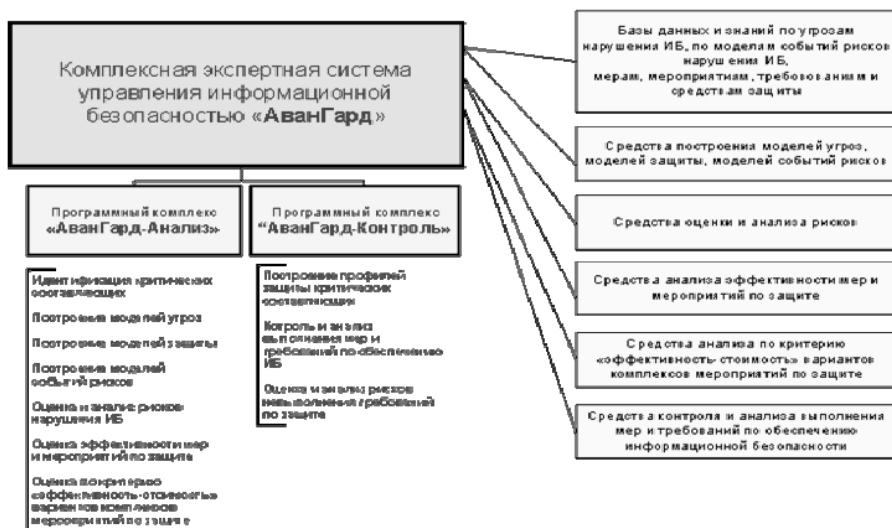 Комплексная экспертная система
управления информационной
безопасностью «АванГард»
Программный комплекс
«АванГард-Анализ»
Идентификация критических
составляющих
Построение моделей угроз
Построение моделей защиты
Построение моделей
событий рисков
Оценка и анализ рисков
нарушения ИБ
Оценка эффективности мер
и мероприятий по защите
Оценка по критерию
«эффективность-стоимость»
вариантов комплексов
мероприятий по защите
Программный комплекс
“АванГард-Контроль»
Построение профилей
защиты критических
составляющих
Котроль и анализ
выполнения мер и
требований по обеспечению
ИБ
Оценка и анализ рисков
невыполнения требований
по защите
Базы данных и знаний по угрозам
нарушения ИБ, по моделям событий рисков
нарушения ИБ,
мерам, мероприятиям, требованиям и
средствам защиты
Средства построения моделей угроз,
моделей защиты, моделей событий рисков
Средства оценки и анализа рисков
Средства анализа эффективности мер и
мероприятий по защите
Средства анализа по критерию
«эффективность-стоимость» вариантов
комплексов мероприятий по защите
Средства контроля и анализа выполнения
мер и требований по обеспечению
информационной безопасности